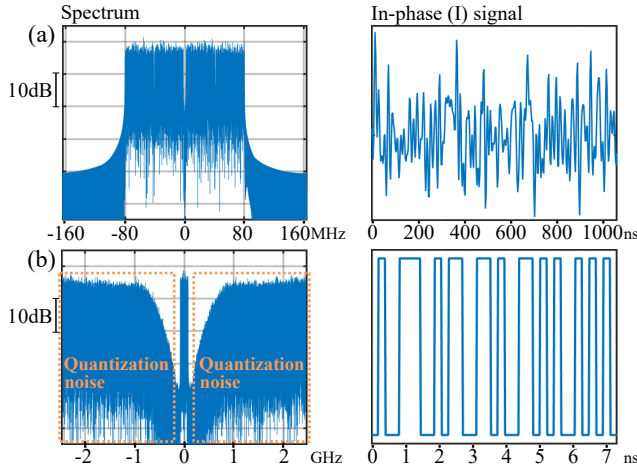 Spectrum
In-phase (I) signal
(a)
10dB
-160 -80 0 80 160 MHz
0 200 400 600 800 1000 ns
(b)
10dB
Quantization noise
Quantization noise
-2 -1 0 1 2 GHz
0 1 2 3 4 5 6 7 ns